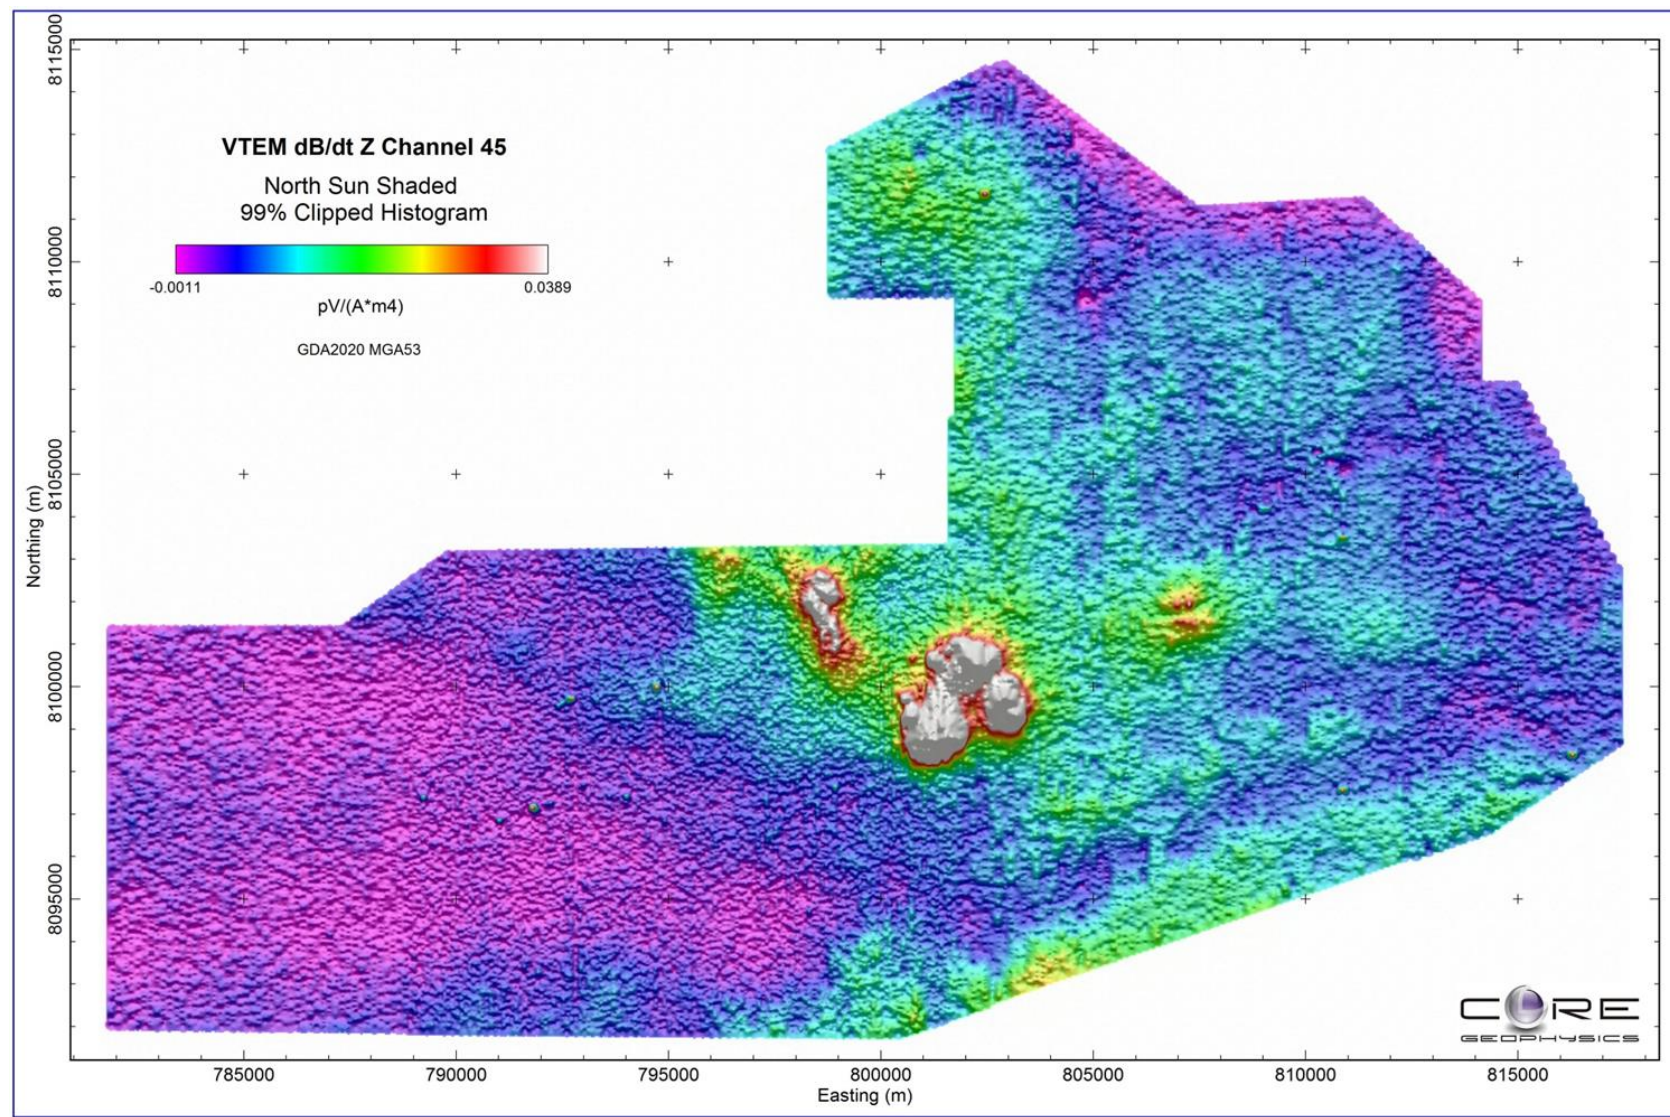 VTEM dB/dt Z Channel 45
North Sun Shaded
99% Clipped Histogram
-0.0011 0.0389
pV/(A*m4)
GDA2020 MGA53
8115000
8110000
8105000
8100000
8095000
Northing (m)
785000 790000 795000 800000 805000 810000 815000
Easting (m)
CORE
GEOPHYSICS